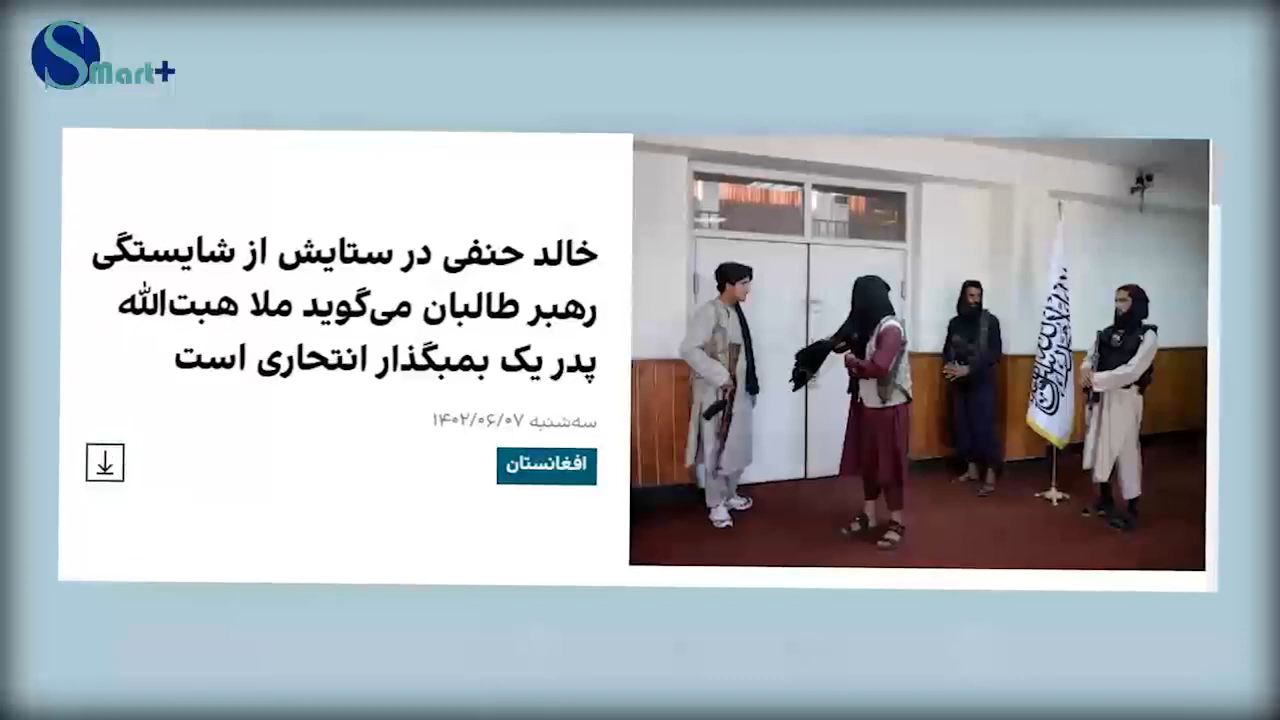 Smart+
خالد حنفی در ستایش از شایستگی
رهبر طالبان می‌گوید ملا هبت‌الله
پدر یک بمبگذار انتحاری است
سه‌شنبه ۱۴۰۲/۰۶/۰۷
افغانستان